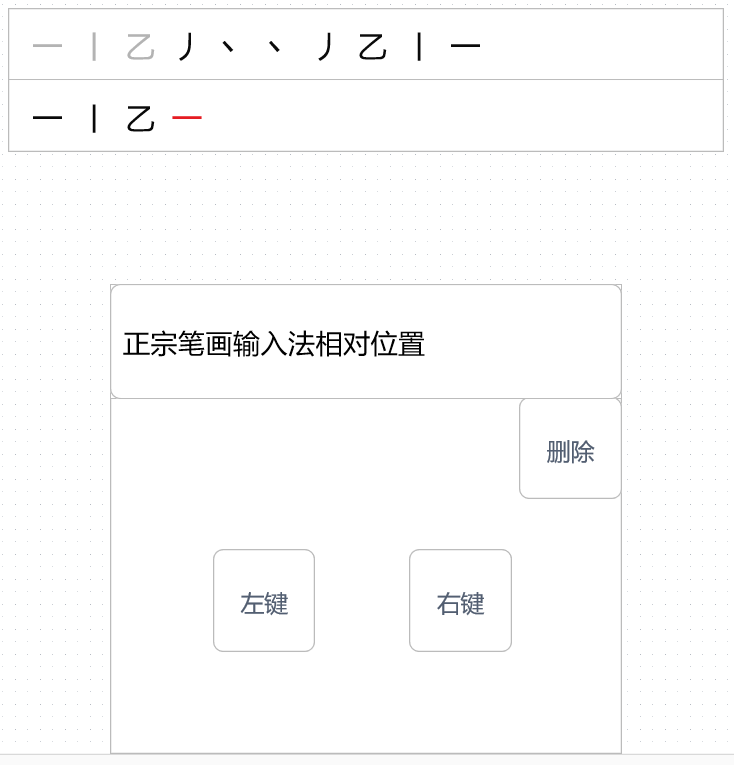 一 丨 乙 丿 丶 丶 丿 乙 丨 一
一 丨 乙 一
正宗笔画输入法相对位置
删除
左键 右键